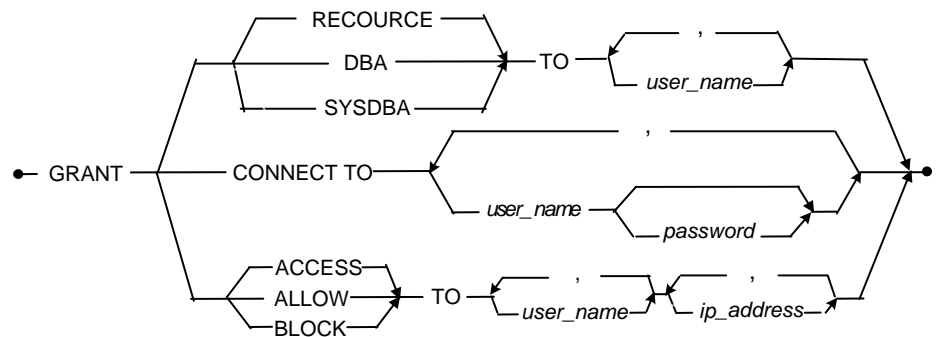 RECOURCE
,
DBA
TO
user_name
SYSDBA
,
GRANT
CONNECT TO
user_name
password
ACCESS
,
,
ALLOW
TO
user_name
ip_address
BLOCK